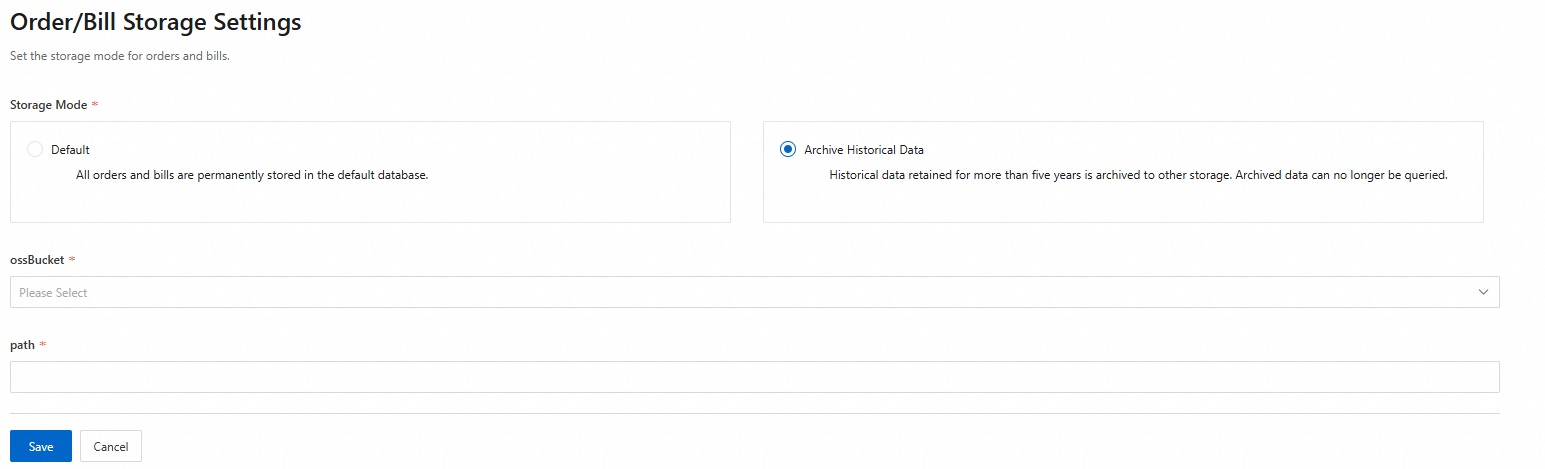 Order/Bill Storage Settings
Set the storage mode for orders and bills.
Storage Mode *
Default
All orders and bills are permanently stored in the default database.
Archive Historical Data
Historical data retained for more than five years is archived to other storage. Archived data can no longer be queried.
ossBucket *
Please Select
path *
Save
Cancel